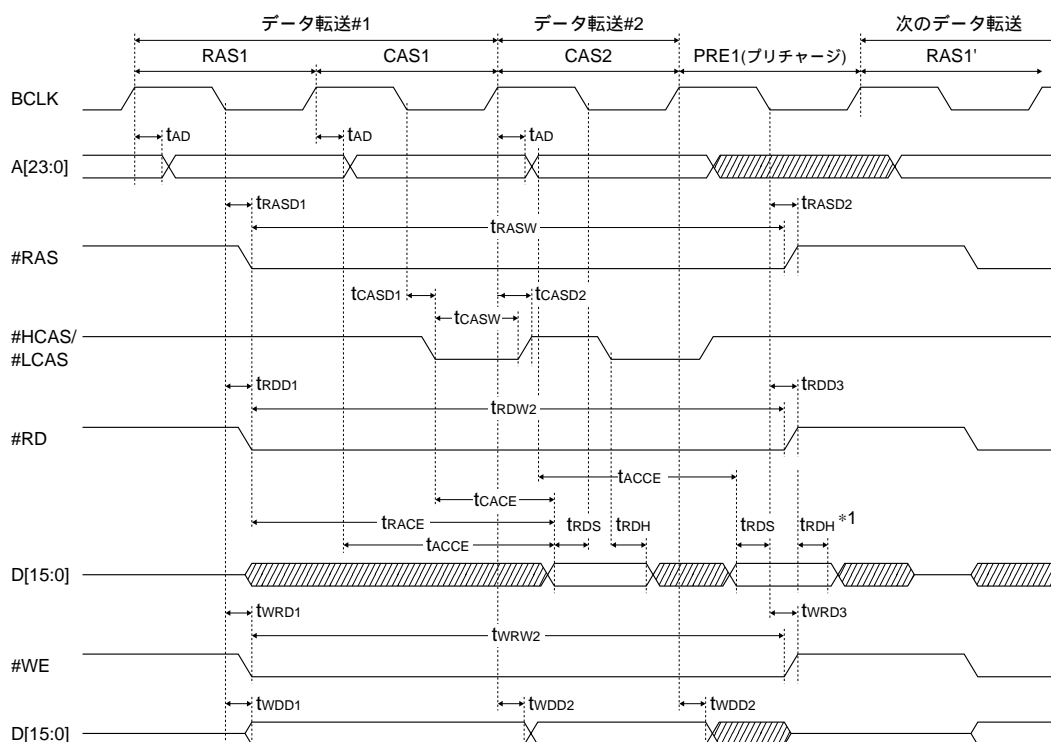 データ転送#1 データ転送#2 次のデータ転送
RAS1 CAS1 CAS2 PRE1(プリチャージ) RAS1'
BCLK
tAD tAD tAD
A[23:0]
tRASD1 tRASD2
tRASW
#RAS
tCASD1 tCASD2
tCASW
#HCAS/
#LCAS
tRDD1 tRDD3
tRDW2
#RD
tACCE
tCACE
tRACE tRDS tRDH tRDS tRDH *1
tACCE
D[15:0]
tWRD1 tWRD3
tWRW2
#WE
tWDD1 tWDD2 tWDD2
D[15:0]